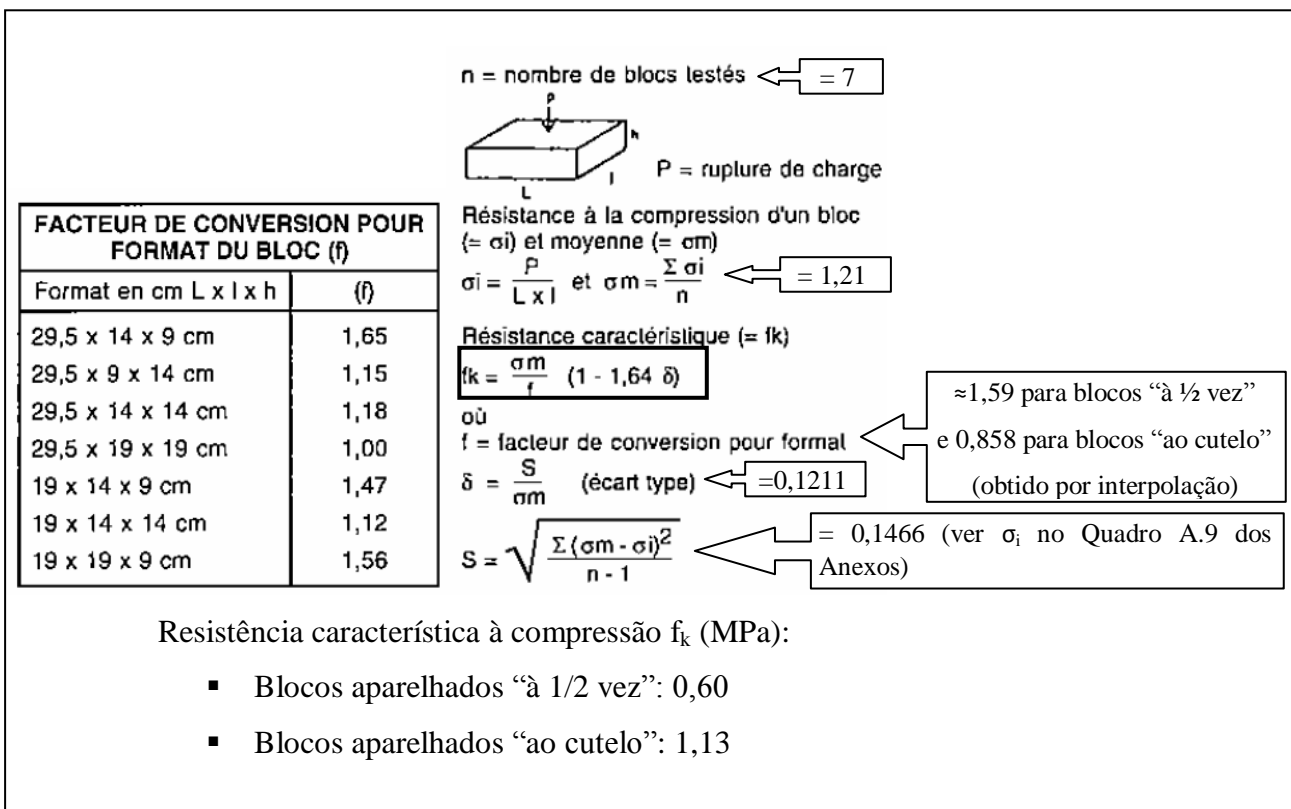 n = nombre de blocs testés
= 7
P
h
L
l
P = rupture de charge
FACTEUR DE CONVERSION POUR
FORMAT DU BLOC (f)
Format en cm L x l x h (f)
29,5 x 14 x 9 cm 1,65
29,5 x 9 x 14 cm 1,15
29,5 x 14 x 14 cm 1,18
29,5 x 19 x 19 cm 1,00
19 x 14 x 9 cm 1,47
19 x 14 x 14 cm 1,12
19 x 19 x 9 cm 1,56
Résistance à la compression d'un bloc
(= σi) et moyenne (= σm)
σi = P / L x l et σm = Σ σi / n
= 1,21
Résistance caractéristique (= fk)
fk = σm / f (1 - 1,64 δ)
où
f = facteur de conversion pour format
≈1,59 para blocos “à ½ vez”
e 0,858 para blocos “ao cutelo”
(obtido por interpolação)
δ = S / σm (écart type)
=0,1211
S = √ Σ (σm - σi)² / n - 1
= 0,1466 (ver σi no Quadro A.9 dos
Anexos)
Resistência característica à compressão fk (MPa):
▪ Blocos aparelhados “à 1/2 vez”: 0,60
▪ Blocos aparelhados “ao cutelo”: 1,13